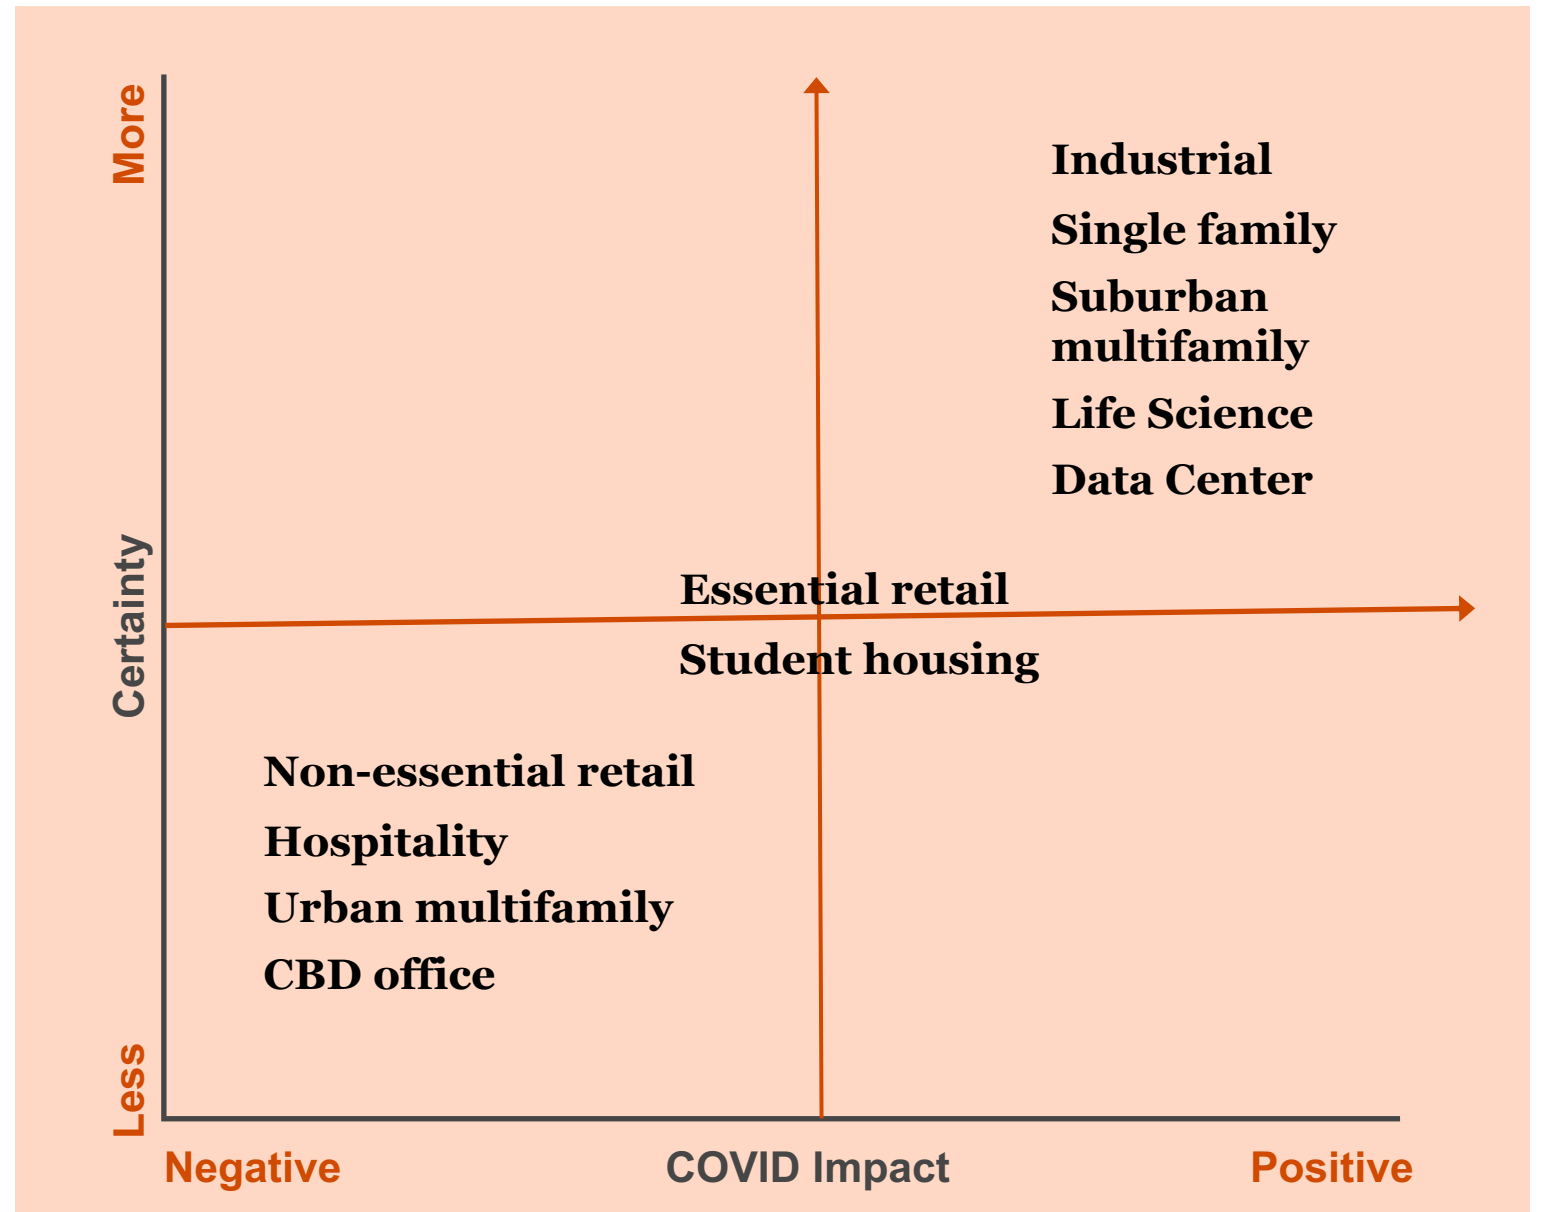 More
Industrial
Single family
Suburban
multifamily
Life Science
Data Center
Certainty
Essential retail
Student housing
Non-essential retail
Hospitality
Urban multifamily
CBD office
Less
Negative
COVID Impact
Positive